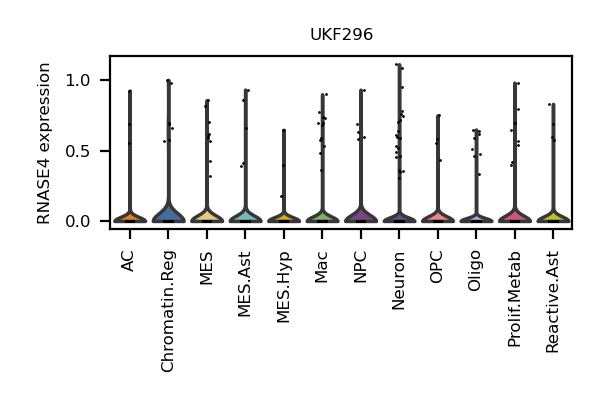 UKF296
RNASE4 expression
1.0
0.5
0.0
AC
Chromatin.Reg
MES
MES.Ast
MES.Hyp
Mac
NPC
Neuron
OPC
Oligo
Prolif.Metab
Reactive.Ast